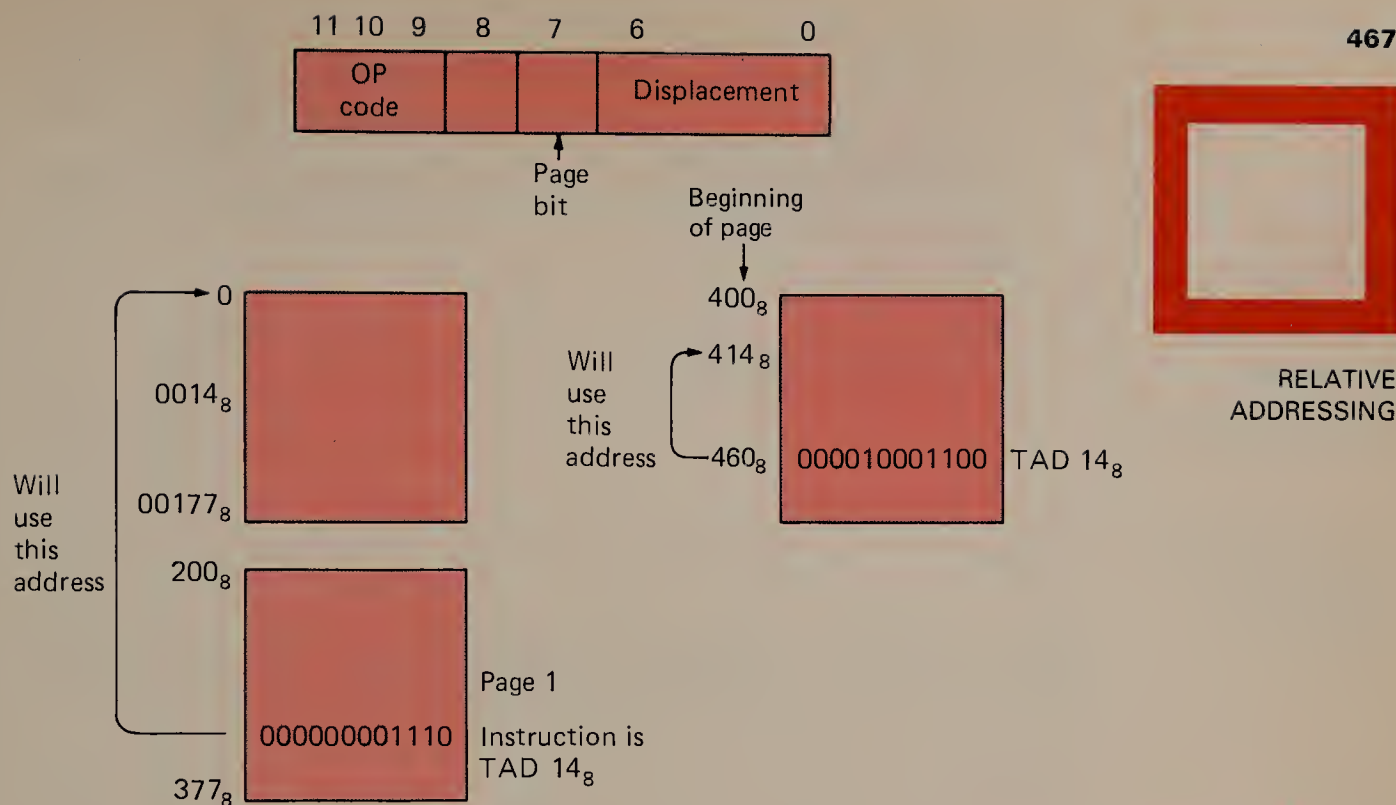 467
11 10 9 8 7 6 0
OP
code
Displacement
Page
bit
RELATIVE
ADDRESSING
0
0014₈
00177₈
Will
use
this
address
200₈
Page 1
000000001110
Instruction is
TAD 14₈
377₈
Beginning
of page
400₈
414₈
Will
use
this
address
460₈
000010001100 TAD 14₈